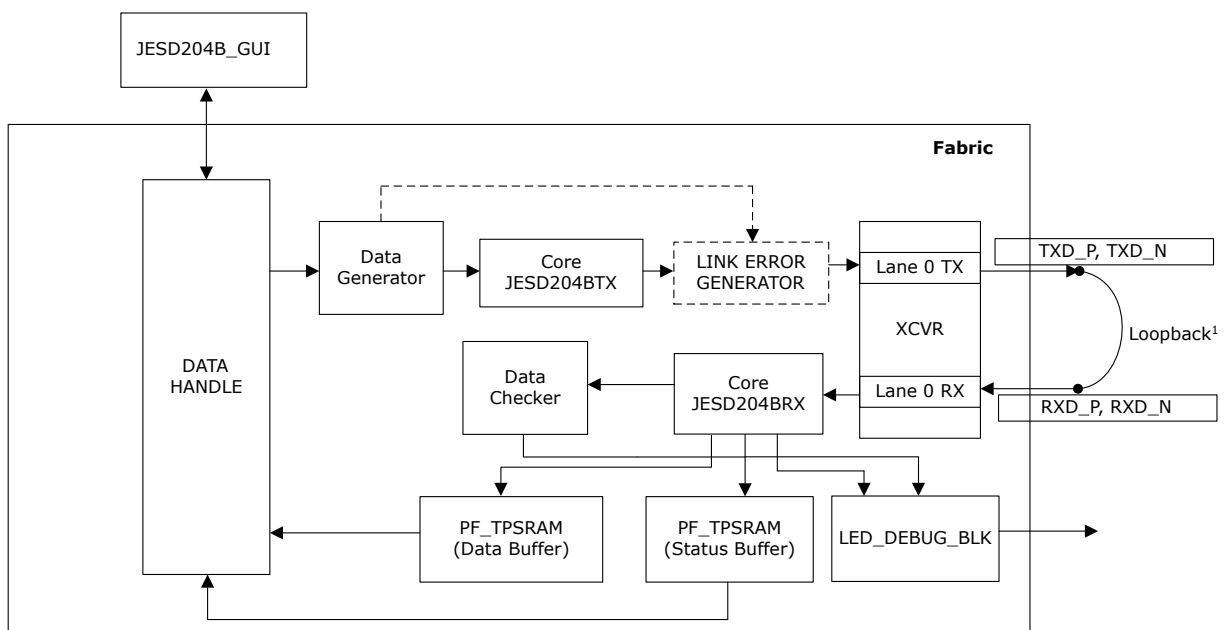 JESD204B_GUI
Fabric
Data
Generator
Core
JESD204BTX
LINK ERROR
GENERATOR
Lane 0 TX
TXD_P, TXD_N
XCVR
Loopback¹
DATA
HANDLE
Data
Checker
Core
JESD204BRX
Lane 0 RX
RXD_P, RXD_N
PF_TPSRAM
(Data Buffer)
PF_TPSRAM
(Status Buffer)
LED_DEBUG_BLK